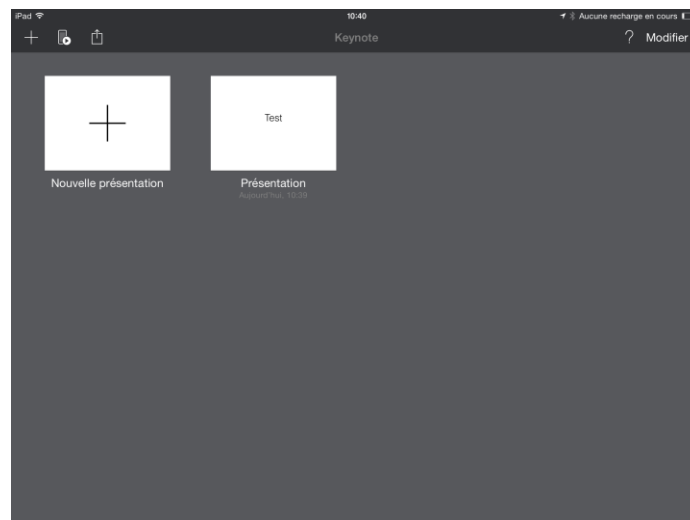 iPad 10:40 Aucune recharge en cours
Keynote ? Modifier
Test
Nouvelle présentation Présentation
Aujourd'hui, 10:39